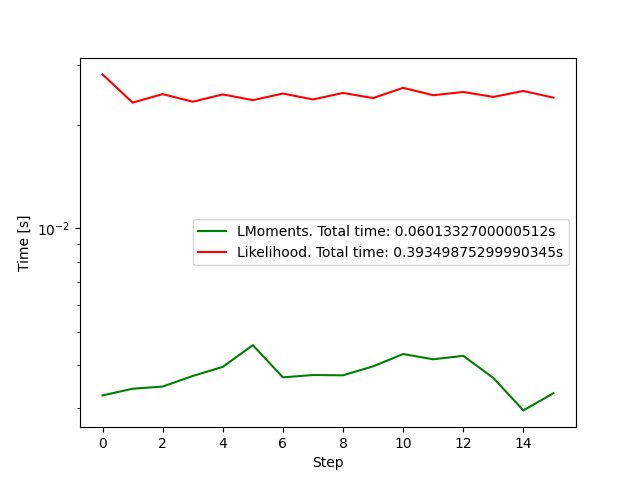 Time [s]
10⁻²
LMoments. Total time: 0.0601332700000512s
Likelihood. Total time: 0.39349875299990345s
0 2 4 6 8 10 12 14
Step